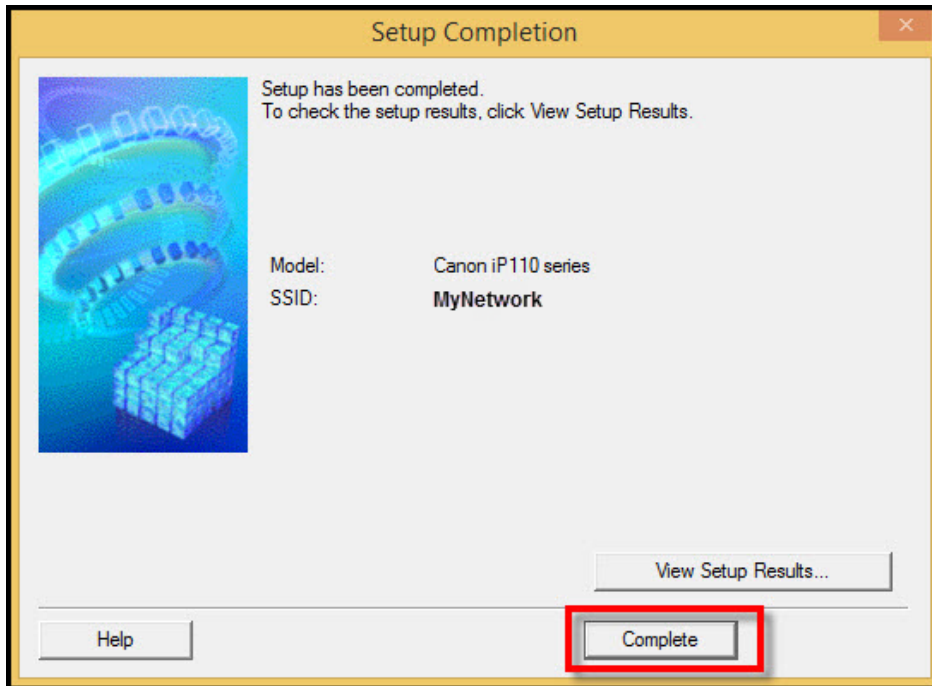 Setup Completion
Setup has been completed.
To check the setup results, click View Setup Results.
Model: Canon iP110 series
SSID: MyNetwork
View Setup Results...
Help Complete